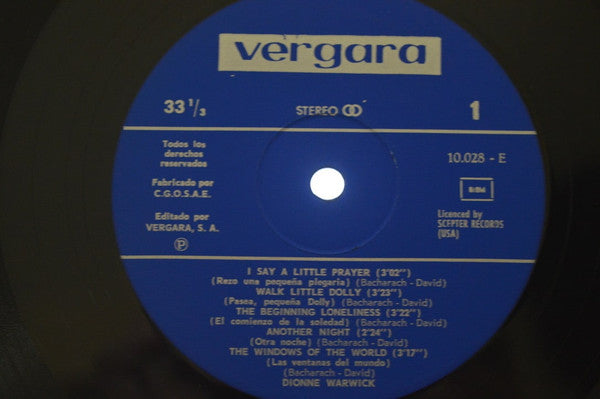 vergara
33 1/3
STEREO
1
Todos los
derechos
reservados
Fabricado por
C.G.O.S.A.E.
Editado por
VERGARA, S. A.
Ⓟ
10.028 - E
Licenced by
SCEPTER RECORDS
(USA)
I SAY A LITTLE PRAYER (3'02'')
(Rezo una pequeña plegaria) (Bacharach - David)
WALK LITTLE DOLLY (3'23'')
(Paseo, pequeña Dolly) (Bacharach - David)
THE BEGINNING LONELINESS (3'22'')
(El comienzo de la soledad) (Bacharach - David)
ANOTHER NIGHT (2'24'')
(Otra noche) (Bacharach - David)
THE WINDOWS OF THE WORLD (3'17'')
(Las ventanas del mundo)
(Bacharach - David)
DIONNE WARWICK